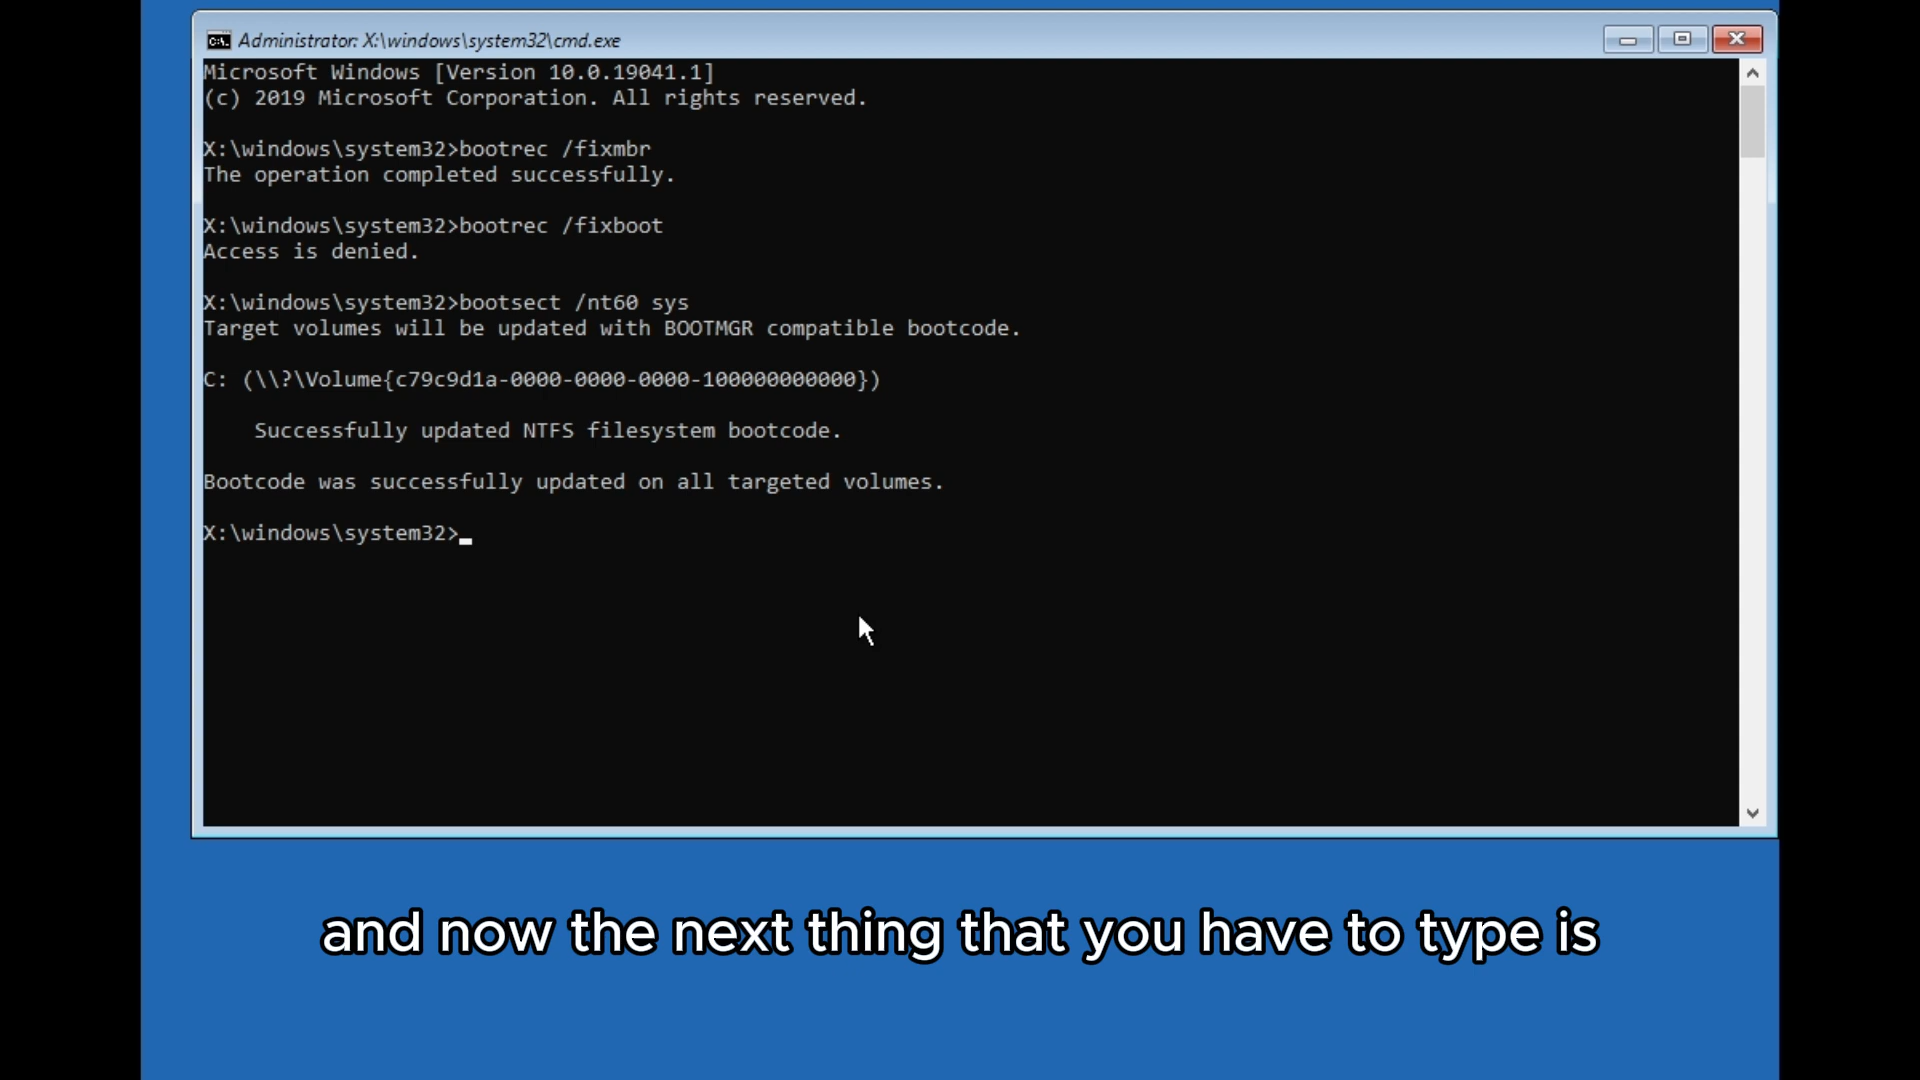 Administrator: X:\windows\system32\cmd.exe
Microsoft Windows [Version 10.0.19041.1]
(c) 2019 Microsoft Corporation. All rights reserved.
X:\windows\system32>bootrec /fixmbr
The operation completed successfully.
X:\windows\system32>bootrec /fixboot
Access is denied.
X:\windows\system32>bootsect /nt60 sys
Target volumes will be updated with BOOTMGR compatible bootcode.
C: (\\?\Volume{c79c9d1a-0000-0000-0000-100000000000})
Successfully updated NTFS filesystem bootcode.
Bootcode was successfully updated on all targeted volumes.
X:\windows\system32>
and now the next thing that you have to type is